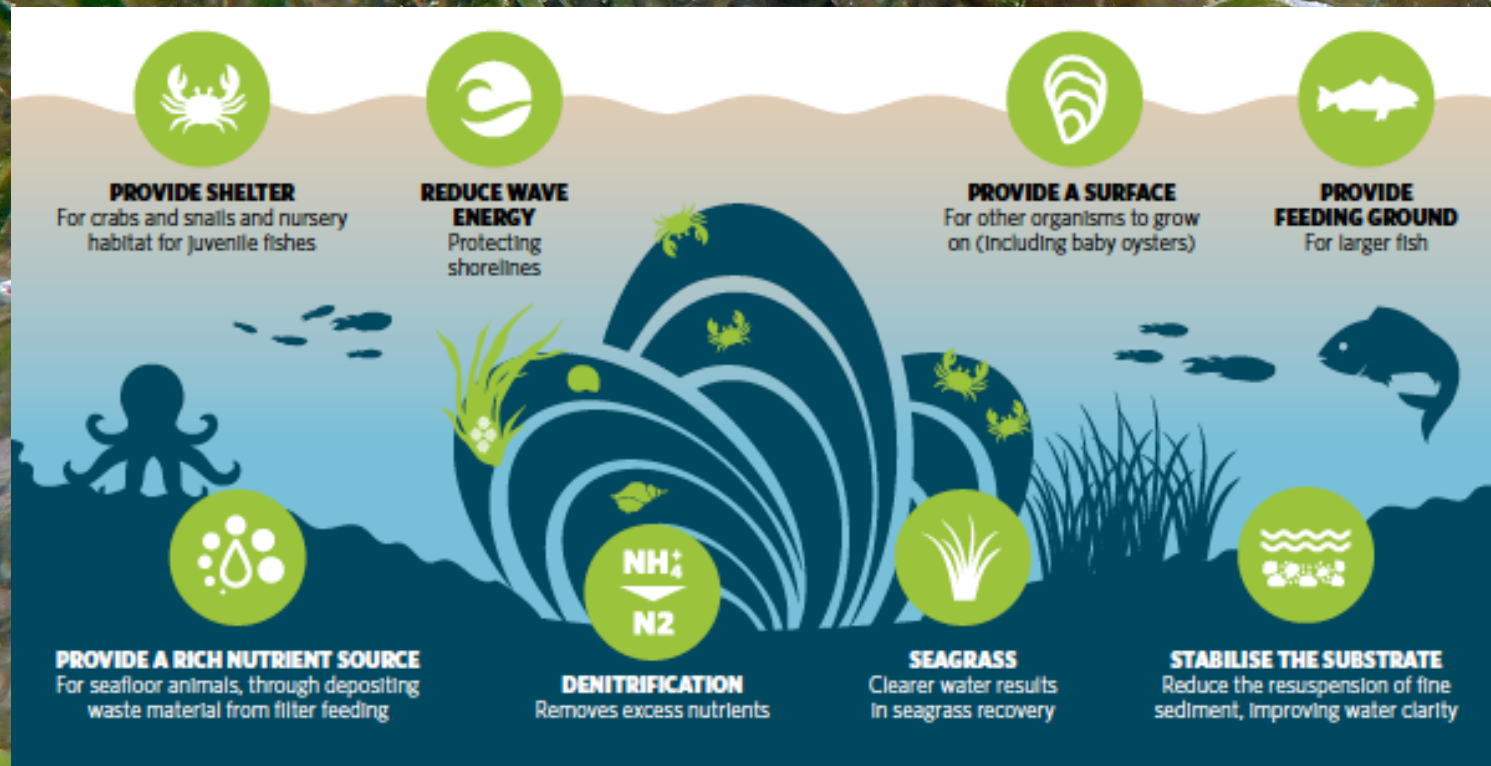 PROVIDE SHELTER
For crabs and snails and nursery
habitat for juvenile fishes
REDUCE WAVE
ENERGY
Protecting
shorelines
PROVIDE A SURFACE
For other organisms to grow
on (including baby oysters)
PROVIDE
FEEDING GROUND
For larger fish
PROVIDE A RICH NUTRIENT SOURCE
For seafloor animals, through depositing
waste material from filter feeding
NH₄⁺
N2
DENITRIFICATION
Removes excess nutrients
SEAGRASS
Clearer water results
in seagrass recovery
STABILISE THE SUBSTRATE
Reduce the resuspension of fine
sediment, improving water clarity